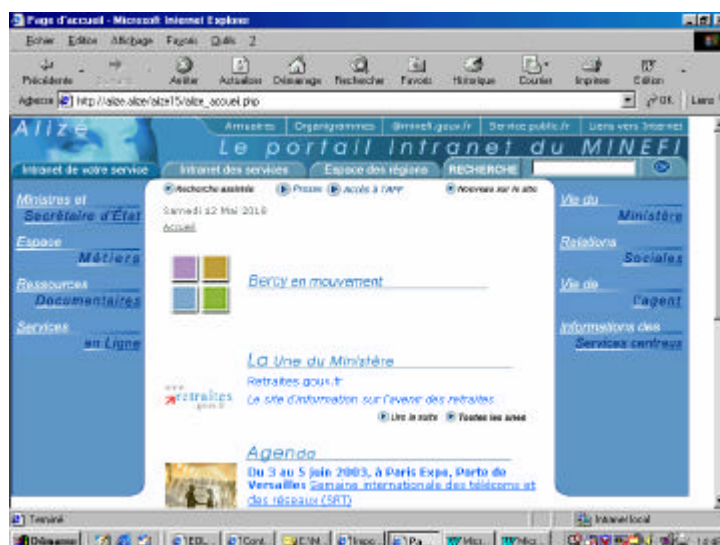 Page d'accueil - Microsoft Internet Explorer
Fichier Edition Affichage Favoris Outils ?
Précédente Arrêter Actualiser Démarrage Rechercher Favoris Historique Courrier Imprimer Edition
Adresse http://alize.alize/alize15/alize_accueil.php OK Liens
Alizé
Annuaires Organigrammes @minefi.gouv.fr Service public.fr Liens vers Internet
Le portail Intranet du MINEFI
Intranet de votre service Intranet des services Espace des régions RECHERCHE
Recherche assistée Presse Accès à l'AFP Nouveau sur le site
Ministres et
Secrétaire d'État
Espace
Métiers
Ressources
Documentaires
Services
en Ligne
Samedi 12 Mai 2018
Accueil
Bercy en mouvement
La Une du Ministère
www.
retraites
gouv.fr
Retraites.gouv.fr
Le site d'information sur l'avenir des retraites
Lire la suite Toutes les unes
Agenda
Du 3 au 5 juin 2003, à Paris Expo, Porte de
Versailles Semaine internationale des télécoms et
des réseaux (SRT)
Vie du
Ministère
Relations
Sociales
Vie de
l'agent
Informations des
Services centraux
Terminé Intranet local
Démarrer